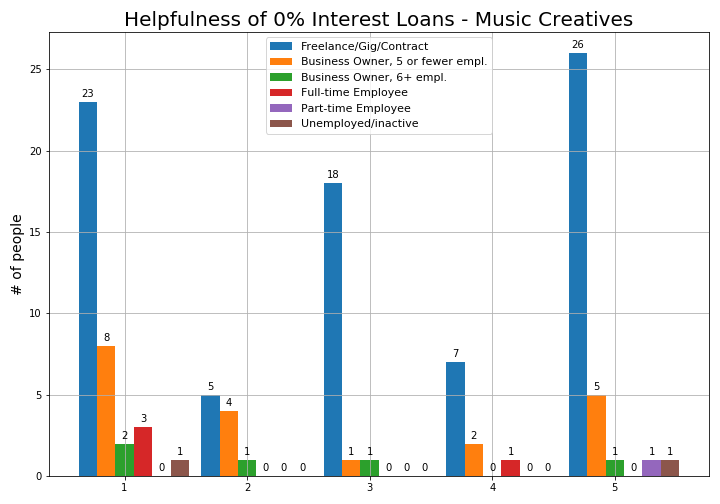 Helpfulness of 0% Interest Loans - Music Creatives
Freelance/Gig/Contract
Business Owner, 5 or fewer empl.
Business Owner, 6+ empl.
Full-time Employee
Part-time Employee
Unemployed/inactive
# of people
25
20
15
10
5
0
23 8 2 3 0 1
5 4 1 0 0 0
18 1 1 0 0 0
7 2 0 1 0 0
26 5 1 0 1 1
1 2 3 4 5